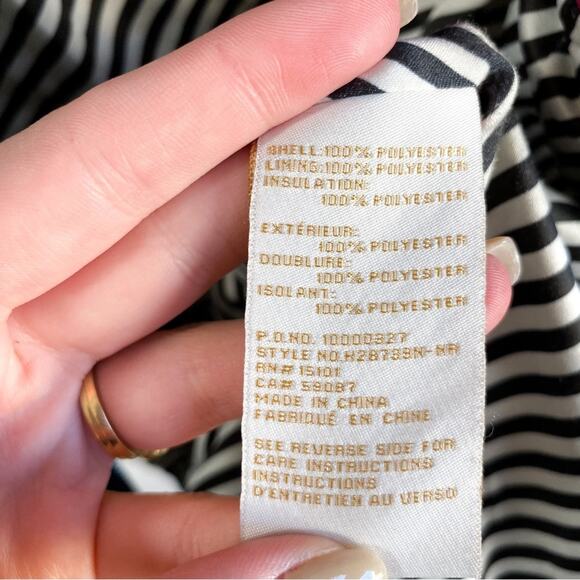 SHELL:100% POLYESTER
LINING:100% POLYESTER
INSULATION:
100% POLYESTER
EXTÉRIEUR:
100% POLYESTER
DOUBLURE:
100% POLYESTER
ISOLANT:
100% POLYESTER
P.O.NO. 10000327
STYLE NO.H28739N-NR
RN# 15101
CA# 59087
MADE IN CHINA
FABRIQUÉ EN CHINE
SEE REVERSE SIDE FOR
CARE INSTRUCTIONS
INSTRUCTIONS
D'ENTRETIEN AU VERSO